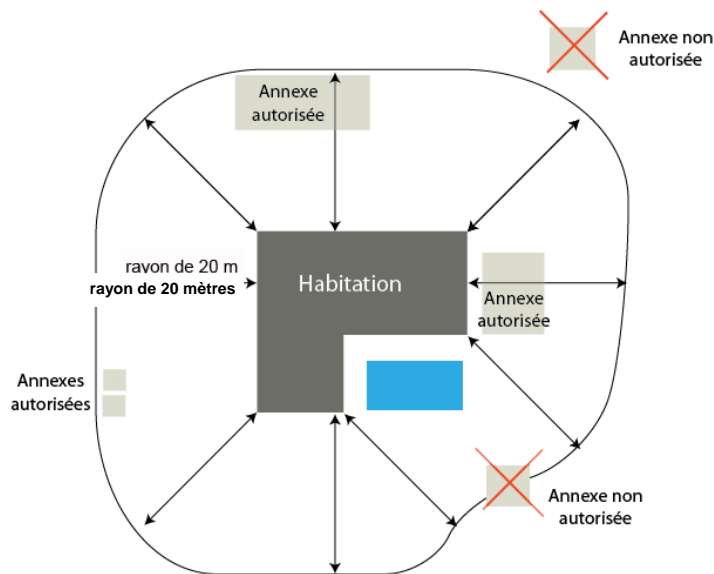 Annexe non
autorisée
Annexe
autorisée
rayon de 20 m
rayon de 20 mètres
Habitation
Annexe
autorisée
Annexes
autorisées
Annexe non
autorisée